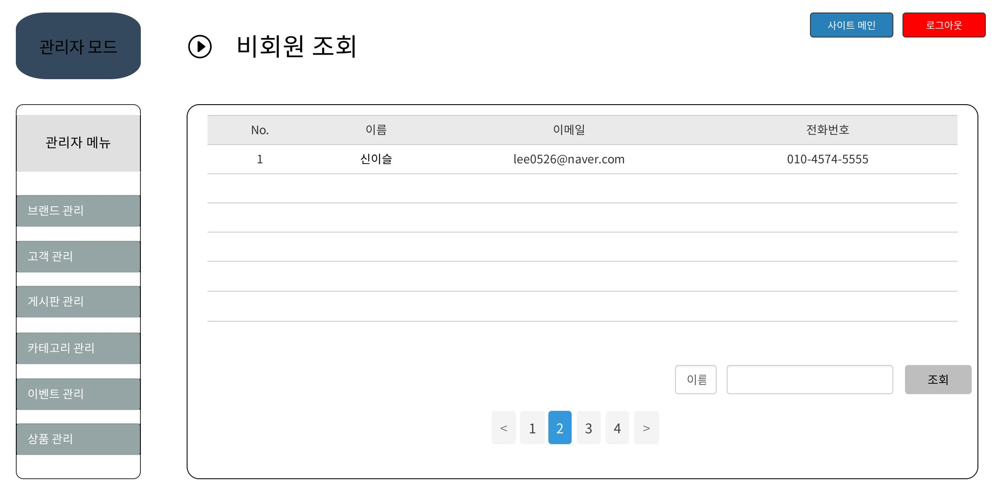 관리자 모드
비회원 조회
사이트 메인
로그아웃
관리자 메뉴
브랜드 관리
고객 관리
게시판 관리
카테고리 관리
이벤트 관리
상품 관리
No. 이름 이메일 전화번호
1 신이슬 lee0526@naver.com 010-4574-5555
이름
조회
< 1 2 3 4 >